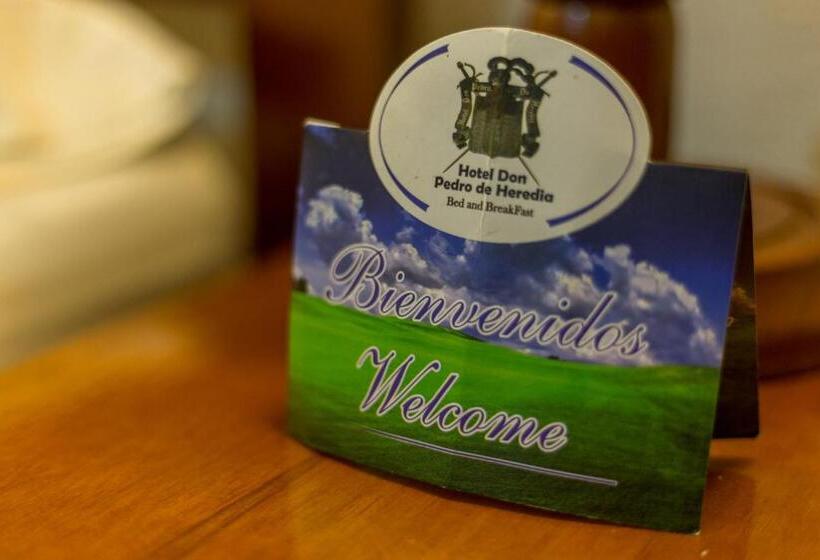 Hotel Don
Pedro de Heredia
Bed and BreakFast
Bienvenidos
Welcome